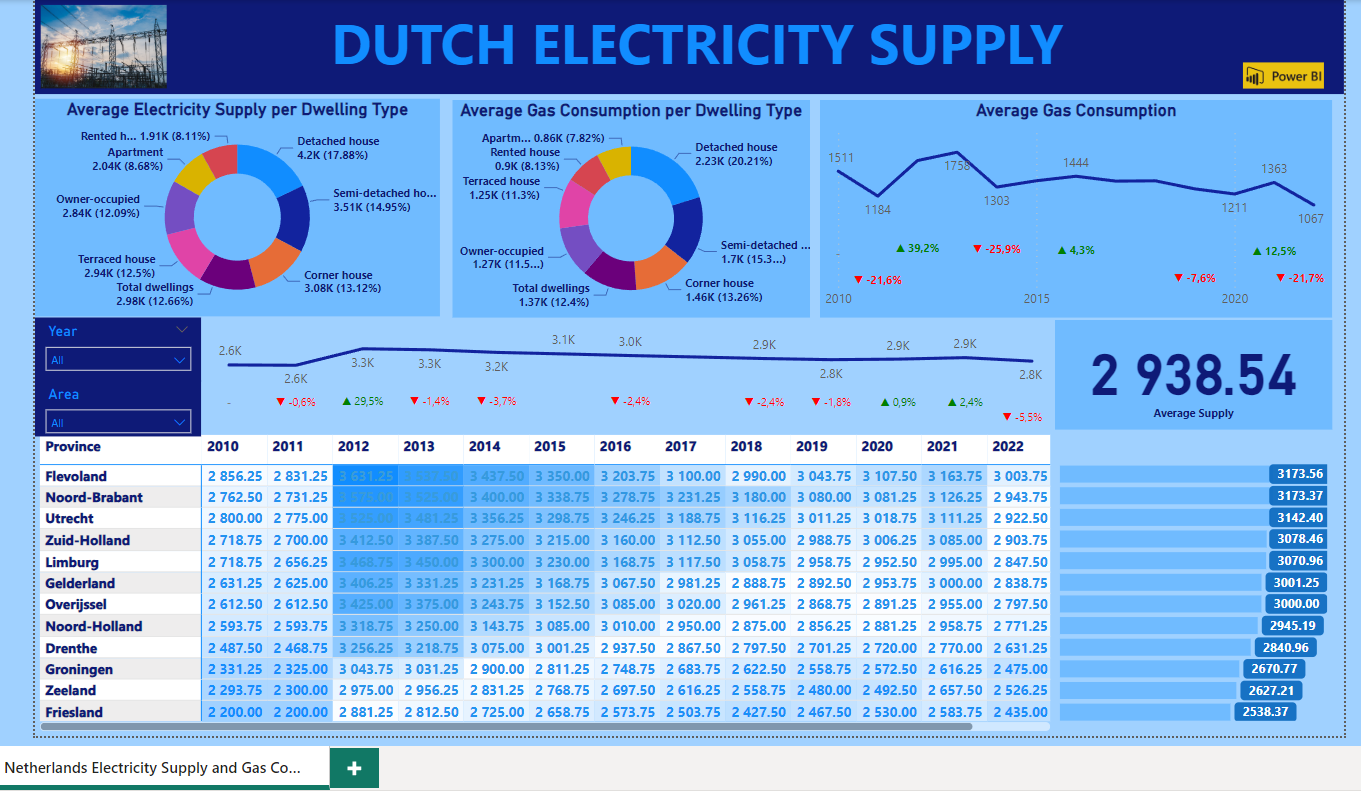 DUTCH ELECTRICITY SUPPLY
Power BI
Average Electricity Supply per Dwelling Type
Rented h... 1.91K (8.11%)
Detached house
4.2K (17.88%)
Apartment
2.04K (8.68%)
Semi-detached ho...
3.51K (14.95%)
Owner-occupied
2.84K (12.09%)
Terraced house
2.94K (12.5%)
Corner house
3.08K (13.12%)
Total dwellings
2.98K (12.66%)
Average Gas Consumption per Dwelling Type
Apartm... 0.86K (7.82%)
Detached house
2.23K (20.21%)
Rented house
0.9K (8.13%)
Terraced house
1.25K (11.3%)
Owner-occupied
1.27K (11.5...)
Semi-detached ...
1.7K (15.3...)
Total dwellings
1.37K (12.4%)
Corner house
1.46K (13.26%)
Average Gas Consumption
1511 1184 1758 1303 1444 1211 1363 1067
- ▼ -21,6% ▲ 39,2% ▼ -25,9% ▲ 4,3% ▼ -7,6% ▲ 12,5% ▼ -21,7%
2010 2015 2020
Year
All
Area
All
2.6K 2.6K 3.3K 3.3K 3.2K 3.1K 3.0K 2.9K 2.8K 2.9K 2.9K 2.8K
- ▼ -0,6% ▲ 29,5% ▼ -1,4% ▼ -3,7% ▼ -2,4% ▼ -2,4% ▼ -1,8% ▲ 0,9% ▲ 2,4% ▼ -5,5%
2 938.54
Average Supply
Province 2010 2011 2012 2013 2014 2015 2016 2017 2018 2019 2020 2021 2022
Flevoland 2 856.25 2 831.25 3 631.25 3 437.50 3 350.00 3 203.75 3 100.00 2 990.00 3 043.75 3 107.50 3 163.75 3 003.75 3173.56
Noord-Brabant 2 762.50 2 731.25 3 575.00 3 400.00 3 338.75 3 278.75 3 231.25 3 180.00 3 080.00 3 081.25 3 126.25 2 943.75 3173.37
Utrecht 2 800.00 2 775.00 3 481.25 3 356.25 3 298.75 3 246.25 3 188.75 3 116.25 3 011.25 3 018.75 3 111.25 2 922.50 3142.40
Zuid-Holland 2 718.75 2 700.00 3 412.50 3 387.50 3 275.00 3 215.00 3 160.00 3 112.50 3 055.00 2 988.75 3 006.25 3 085.00 2 903.75 3078.46
Limburg 2 718.75 2 656.25 3 468.75 3 450.00 3 300.00 3 230.00 3 168.75 3 117.50 3 058.75 2 958.75 2 952.50 2 995.00 2 847.50 3070.96
Gelderland 2 631.25 2 625.00 3 406.25 3 331.25 3 231.25 3 168.75 3 067.50 2 981.25 2 888.75 2 892.50 2 953.75 3 000.00 2 838.75 3001.25
Overijssel 2 612.50 2 612.50 3 425.00 3 375.00 3 243.75 3 152.50 3 085.00 3 020.00 2 961.25 2 868.75 2 891.25 2 955.00 2 797.50 3000.00
Noord-Holland 2 593.75 2 593.75 3 318.75 3 250.00 3 143.75 3 085.00 3 010.00 2 950.00 2 875.00 2 856.25 2 881.25 2 958.75 2 771.25 2945.19
Drenthe 2 487.50 2 468.75 3 256.25 3 218.75 3 075.00 3 001.25 2 937.50 2 867.50 2 797.50 2 701.25 2 720.00 2 770.00 2 631.25 2840.96
Groningen 2 331.25 2 325.00 3 043.75 3 031.25 2 900.00 2 811.25 2 748.75 2 683.75 2 622.50 2 558.75 2 572.50 2 616.25 2 475.00 2670.77
Zeeland 2 293.75 2 300.00 2 975.00 2 956.25 2 831.25 2 768.75 2 697.50 2 616.25 2 558.75 2 480.00 2 492.50 2 657.50 2 526.25 2627.21
Friesland 2 200.00 2 200.00 2 881.25 2 812.50 2 725.00 2 658.75 2 573.75 2 503.75 2 427.50 2 467.50 2 530.00 2 583.75 2 435.00 2538.37
Netherlands Electricity Supply and Gas Co...